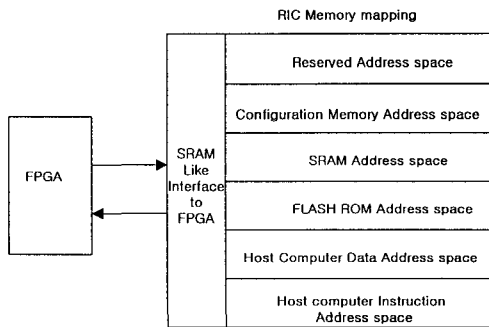 RIC Memory mapping
Reserved Address space
Configuration Memory Address space
SRAM Address space
FLASH ROM Address space
Host Computer Data Address space
Host computer Instruction
Address space
SRAM
Like
Interface
to
FPGA
FPGA